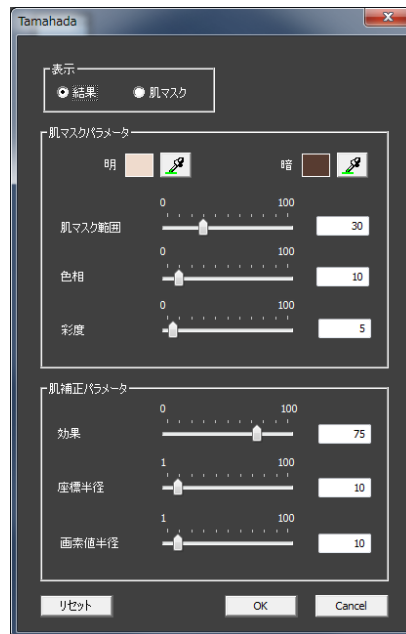 Tamahada
表示
結果 肌マスク
肌マスクパラメータ
明 暗
0 100
肌マスク範囲 30
0 100
色相 10
0 100
彩度 5
肌補正パラメータ
0 100
効果 75
1 100
座標半径 10
1 100
画素値半径 10
リセット OK Cancel